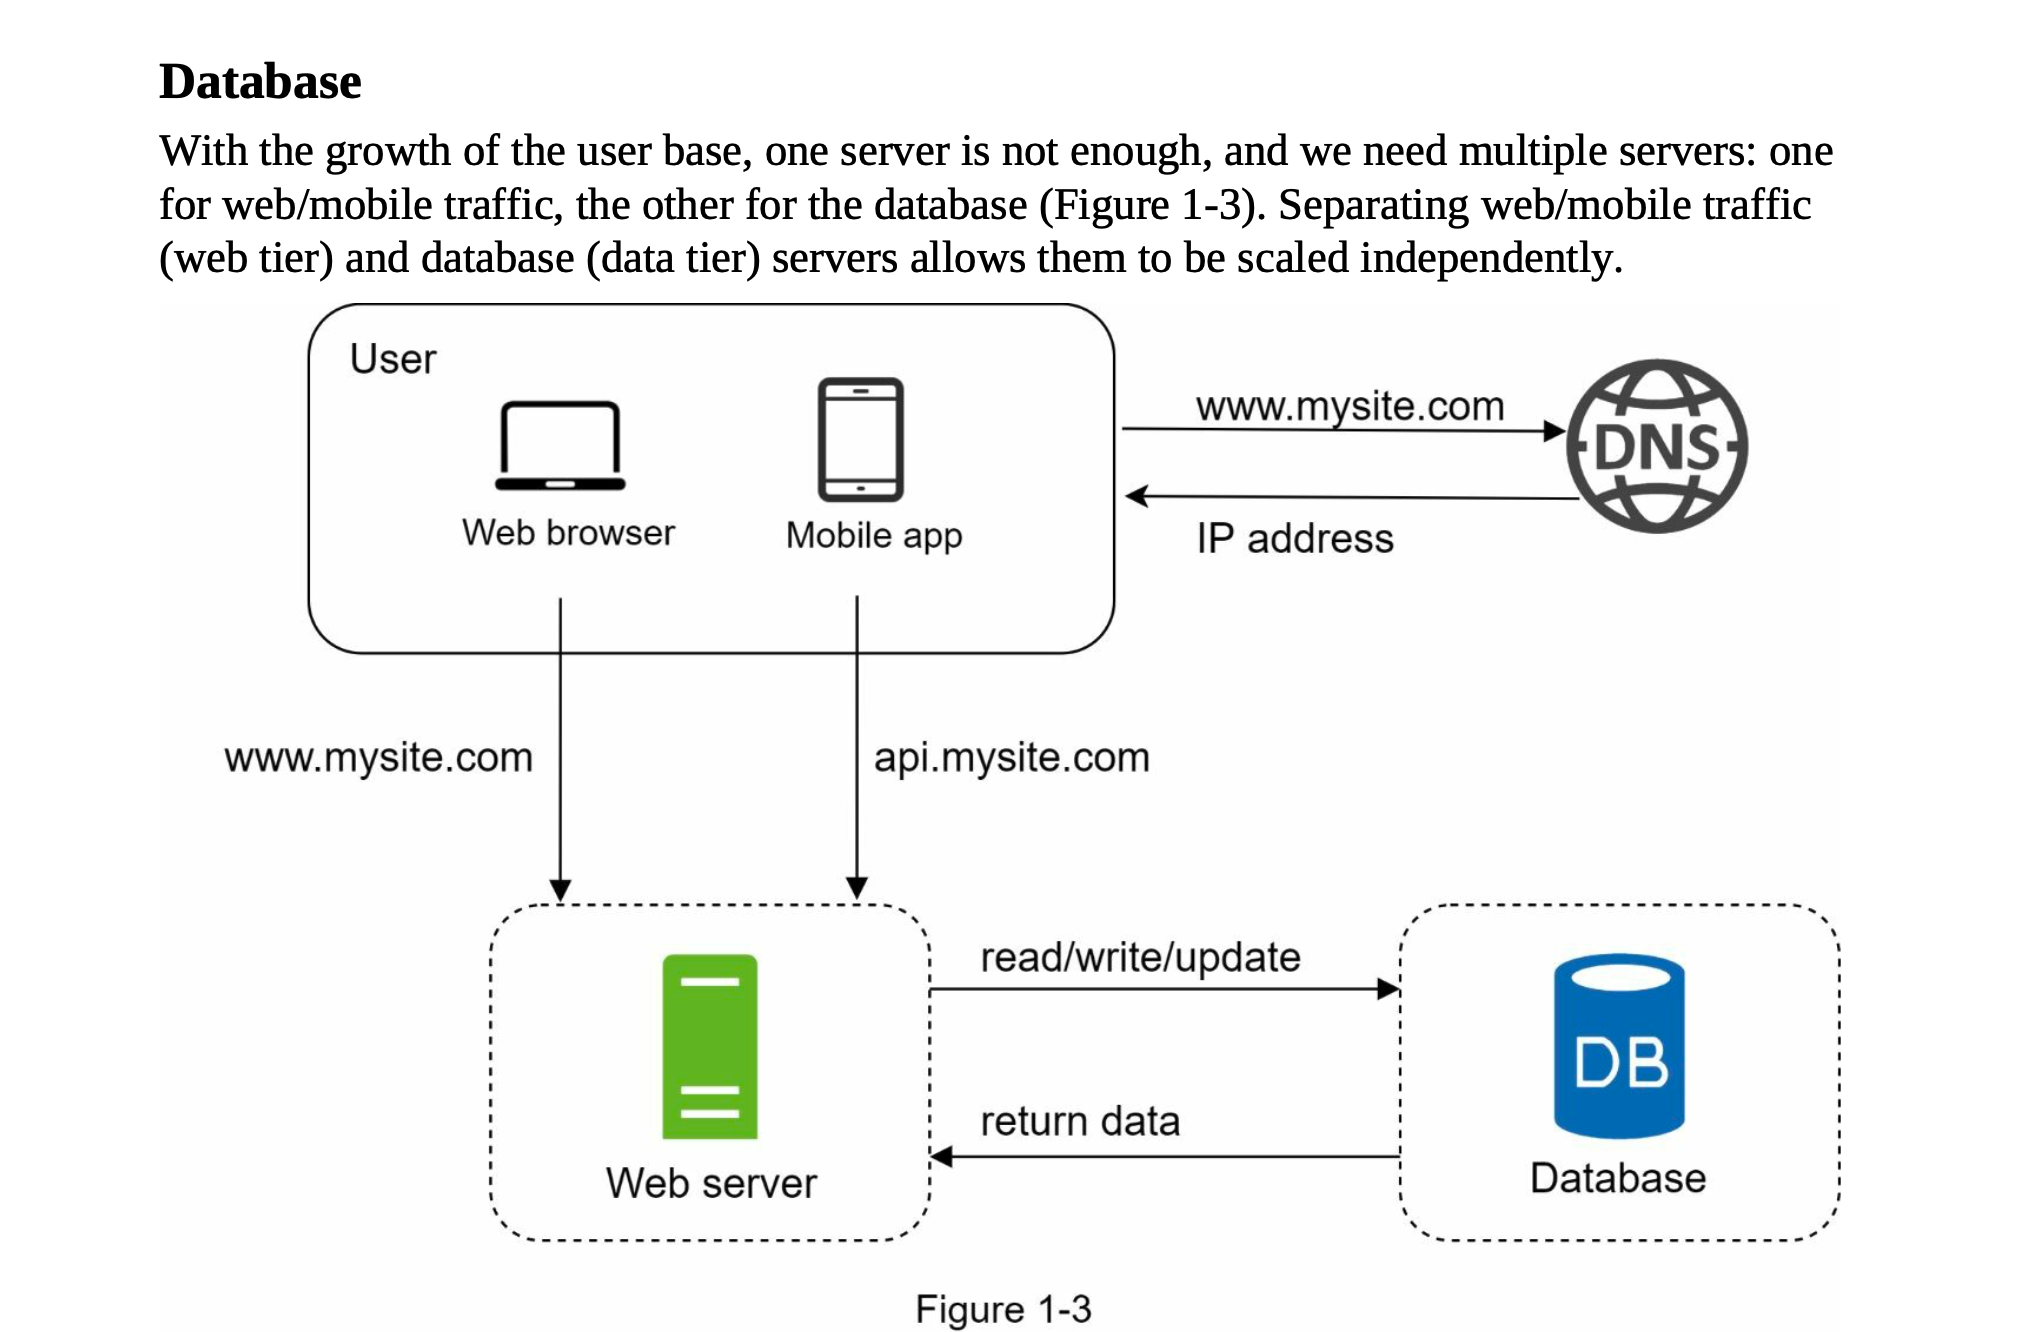 Database
With the growth of the user base, one server is not enough, and we need multiple servers: one
for web/mobile traffic, the other for the database (Figure 1-3). Separating web/mobile traffic
(web tier) and database (data tier) servers allows them to be scaled independently.
User
Web browser
Mobile app
www.mysite.com
DNS
IP address
www.mysite.com
api.mysite.com
read/write/update
return data
Web server
DB
Database
Figure 1-3